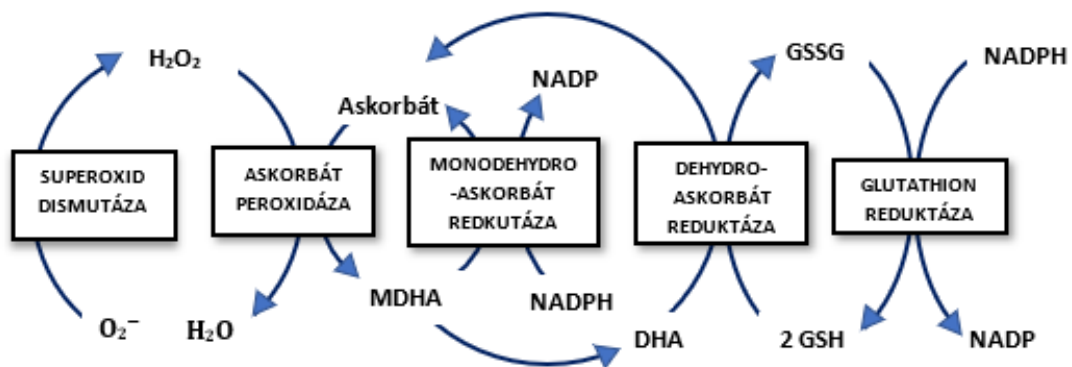 H₂O₂
GSSG
NADPH
NADP
Askorbát
SUPEROXID
DISMUTÁZA
ASKORBÁT
PEROXIDÁZA
MONODEHYDRO
-ASKORBÁT
REDKUTÁZA
DEHYDRO-
ASKORBÁT
REDUKTÁZA
GLUTATHION
REDUKTÁZA
MDHA
NADPH
O₂⁻
H₂O
DHA
2 GSH
NADP